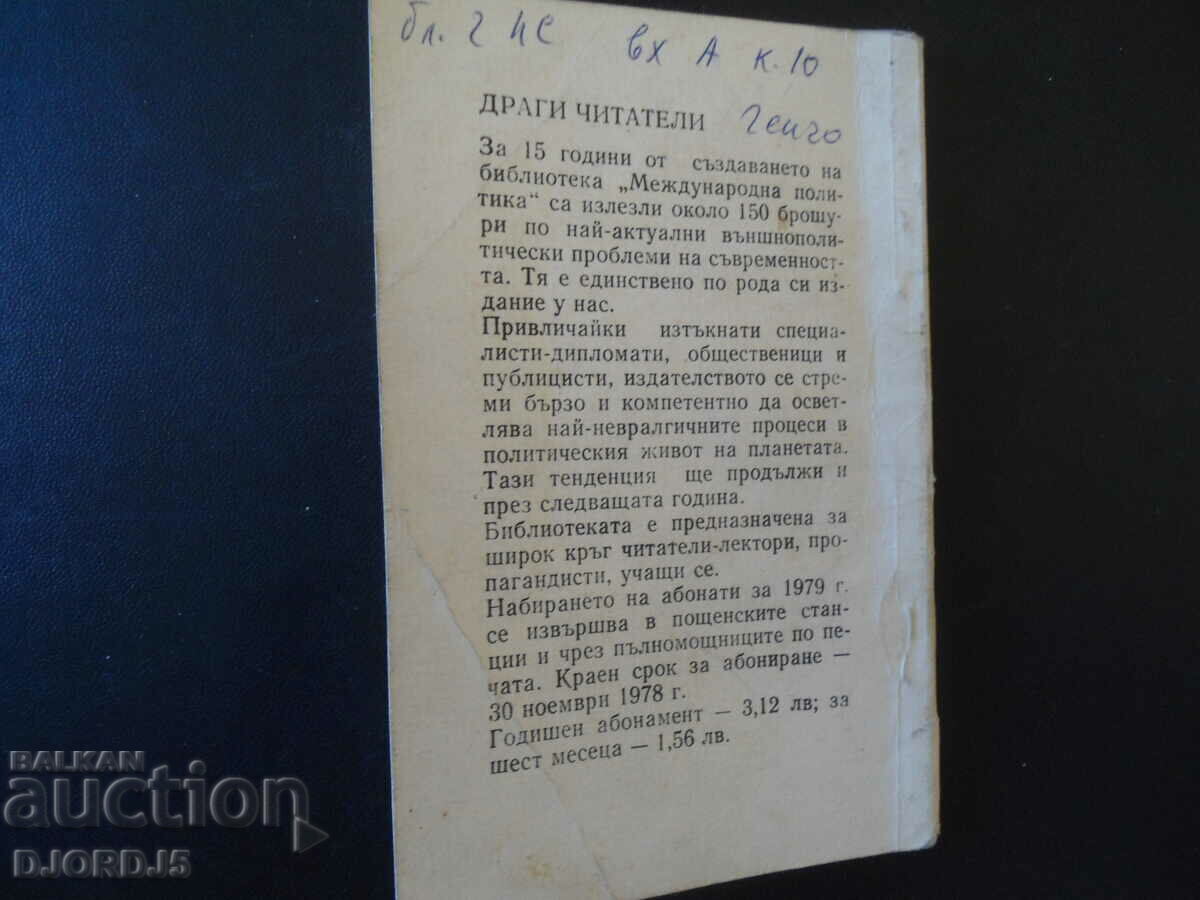 бл. 2 НС вх А к. 10
ДРАГИ ЧИТАТЕЛИ Генчо
За 15 години от създаването на
библиотека „Международна поли-
тика“ са излезли около 150 брошу-
ри по най-актуални външнополи-
тически проблеми на съвременност-
та. Тя е единствено по рода си из-
дание у нас.
Привличайки изтъкнати специа-
листи-дипломати, общественици и
публицисти, издателството се стре-
ми бързо и компетентно да освет-
лява най-невралгичните процеси в
политическия живот на планетата.
Тази тенденция ще продължи и
през следващата година.
Библиотеката е предназначена за
широк кръг читатели-лектори, про-
пагандисти, учащи се.
Набирането на абонати за 1979 г.
се извършва в пощенските стан-
ции и чрез пълномощниците по пе-
чата. Краен срок за абониране —
30 ноември 1978 г.
Годишен абонамент — 3,12 лв; за
шест месеца — 1,56 лв.
BALKAN
auction
DJORD_J5